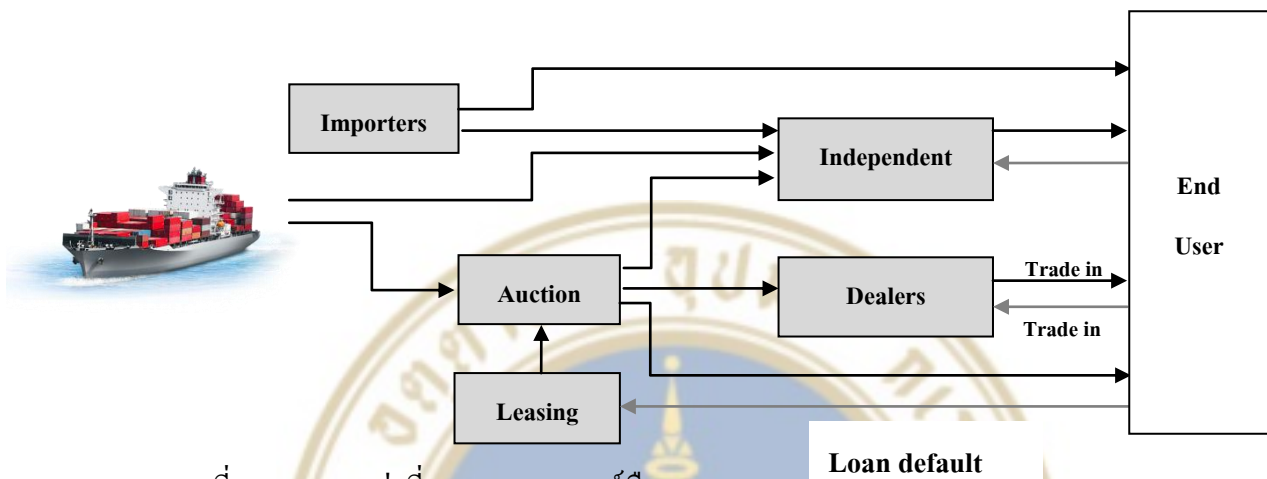 Importers
Independent
End
User
Trade in
Auction
Dealers
Trade in
Leasing
Loan default